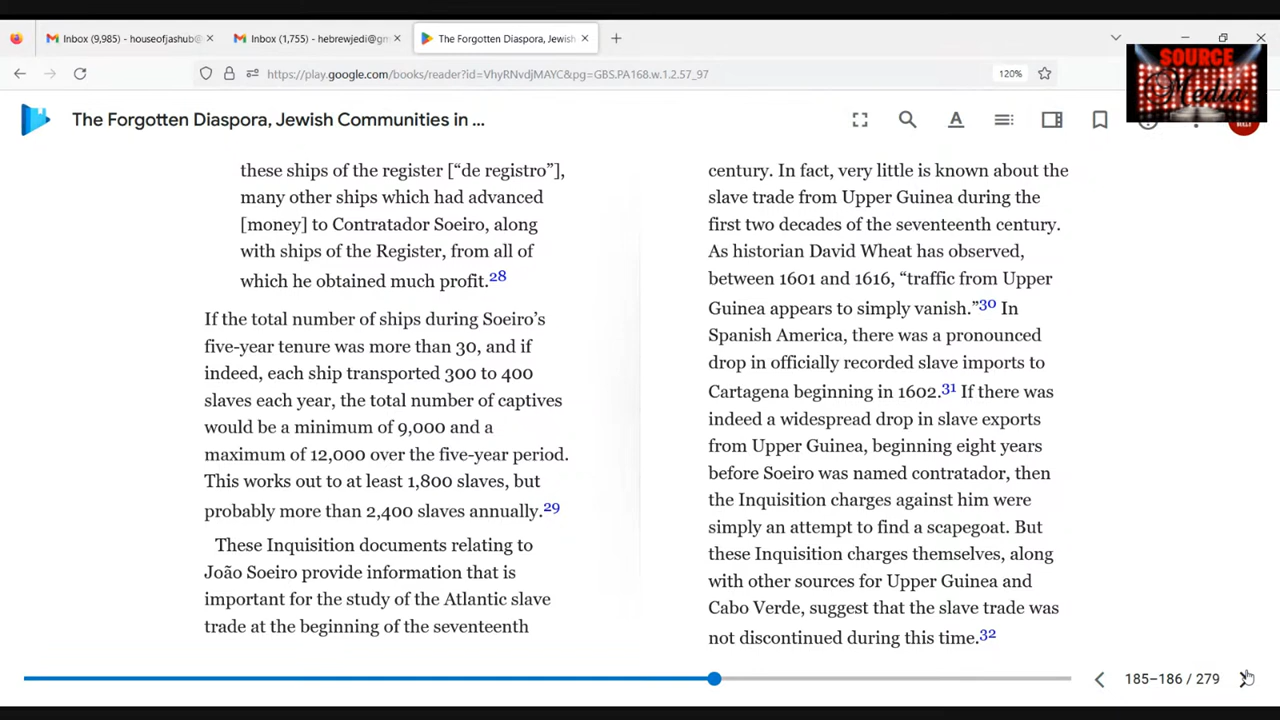 SOURCE
Media
Inbox (9,985) - houseofjashub@
Inbox (1,755) - hebrewjedi@gm
The Forgotten Diaspora, Jewish
https://play.google.com/books/reader?id=VhyRNvdjMAYC&pg=GBS.PA168.w.1.2.57_97
120%
The Forgotten Diaspora, Jewish Communities in ...
these ships of the register [“de registro”],
many other ships which had advanced
[money] to Contratador Soeiro, along
with ships of the Register, from all of
which he obtained much profit.28
If the total number of ships during Soeiro’s
five-year tenure was more than 30, and if
indeed, each ship transported 300 to 400
slaves each year, the total number of captives
would be a minimum of 9,000 and a
maximum of 12,000 over the five-year period.
This works out to at least 1,800 slaves, but
probably more than 2,400 slaves annually.29
These Inquisition documents relating to
João Soeiro provide information that is
important for the study of the Atlantic slave
trade at the beginning of the seventeenth
century. In fact, very little is known about the
slave trade from Upper Guinea during the
first two decades of the seventeenth century.
As historian David Wheat has observed,
between 1601 and 1616, “traffic from Upper
Guinea appears to simply vanish.”30 In
Spanish America, there was a pronounced
drop in officially recorded slave imports to
Cartagena beginning in 1602.31 If there was
indeed a widespread drop in slave exports
from Upper Guinea, beginning eight years
before Soeiro was named contratador, then
the Inquisition charges against him were
simply an attempt to find a scapegoat. But
these Inquisition charges themselves, along
with other sources for Upper Guinea and
Cabo Verde, suggest that the slave trade was
not discontinued during this time.32
185–186 / 279